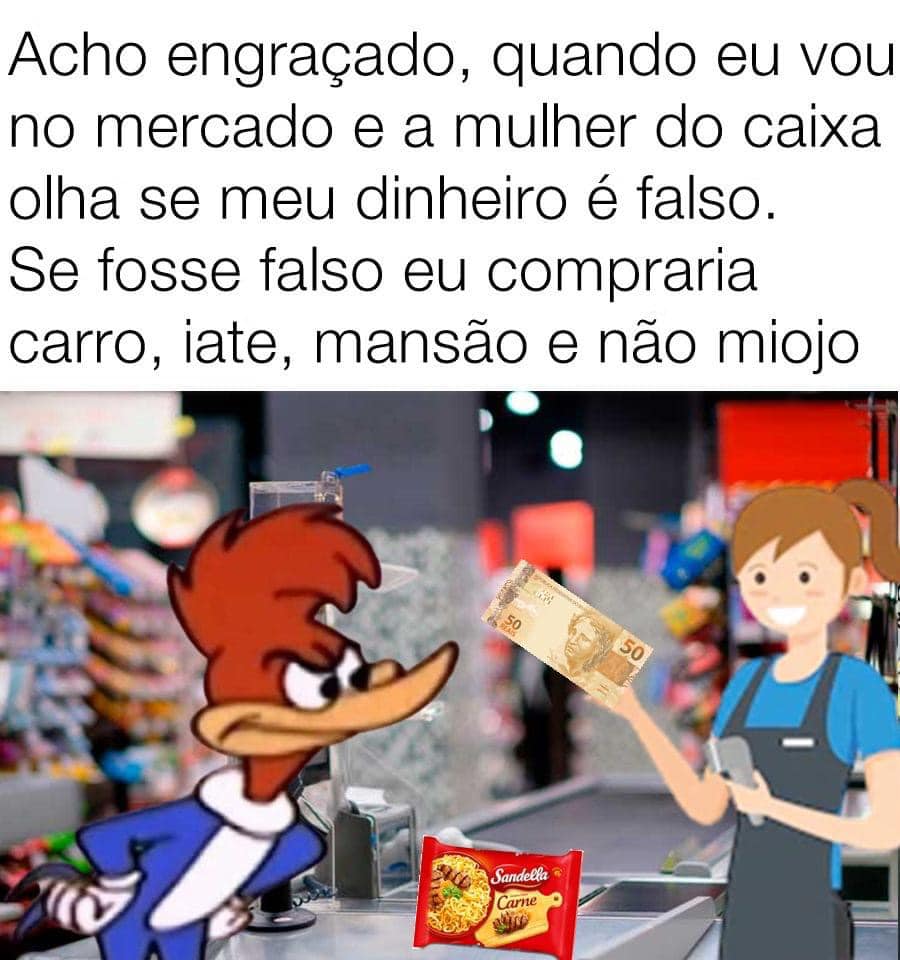 Acho engraçado, quando eu vou
no mercado e a mulher do caixa
olha se meu dinheiro é falso.
Se fosse falso eu compraria
carro, iate, mansão e não miojo
50
REAIS
50
Sandella
Carne